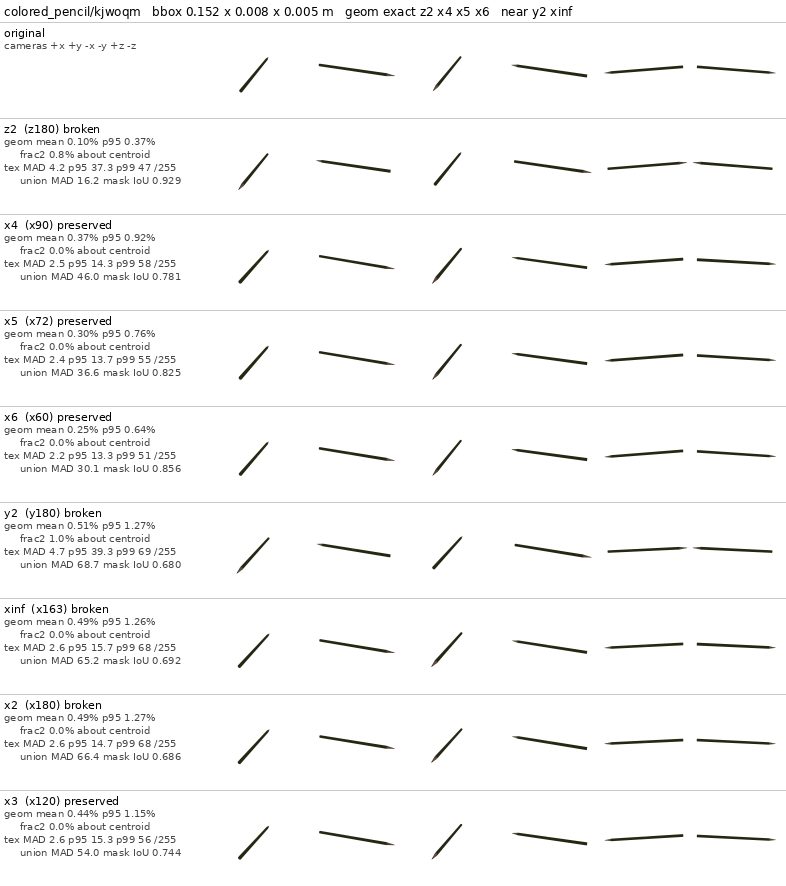 colored_pencil/kjwoqm   bbox 0.152 x 0.008 x 0.005 m   geom exact z2 x4 x5 x6   near y2 xinf
original
cameras +x +y -x -y +z -z
z2  (z180) broken
geom mean 0.10% p95 0.37%
frac2 0.8% about centroid
tex MAD 4.2 p95 37.3 p99 47 /255
union MAD 16.2 mask IoU 0.929
x4  (x90) preserved
geom mean 0.37% p95 0.92%
frac2 0.0% about centroid
tex MAD 2.5 p95 14.3 p99 58 /255
union MAD 46.0 mask IoU 0.781
x5  (x72) preserved
geom mean 0.30% p95 0.76%
frac2 0.0% about centroid
tex MAD 2.4 p95 13.7 p99 55 /255
union MAD 36.6 mask IoU 0.825
x6  (x60) preserved
geom mean 0.25% p95 0.64%
frac2 0.0% about centroid
tex MAD 2.2 p95 13.3 p99 51 /255
union MAD 30.1 mask IoU 0.856
y2  (y180) broken
geom mean 0.51% p95 1.27%
frac2 1.0% about centroid
tex MAD 4.7 p95 39.3 p99 69 /255
union MAD 68.7 mask IoU 0.680
xinf  (x163) broken
geom mean 0.49% p95 1.26%
frac2 0.0% about centroid
tex MAD 2.6 p95 15.7 p99 68 /255
union MAD 65.2 mask IoU 0.692
x2  (x180) broken
geom mean 0.49% p95 1.27%
frac2 0.0% about centroid
tex MAD 2.6 p95 14.7 p99 68 /255
union MAD 66.4 mask IoU 0.686
x3  (x120) preserved
geom mean 0.44% p95 1.15%
frac2 0.0% about centroid
tex MAD 2.6 p95 15.3 p99 56 /255
union MAD 54.0 mask IoU 0.744